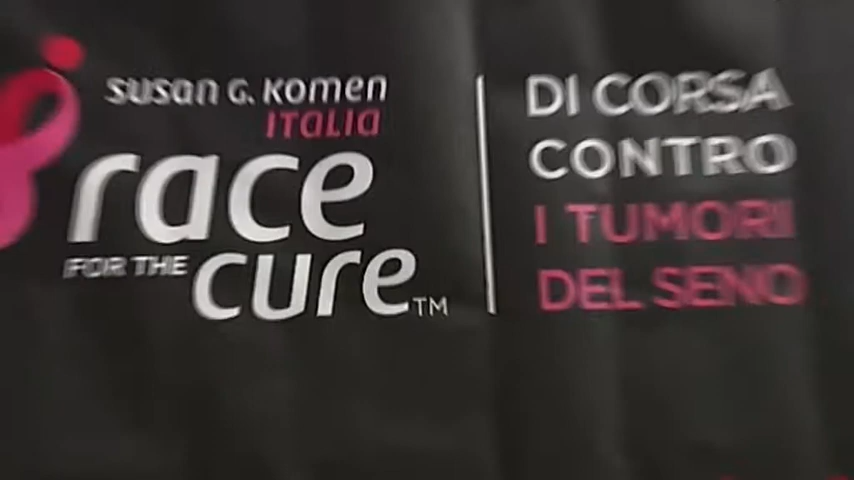 SUSAN G. KOMEN
ITALIA
race
FOR THE
cure™
DI CORSA
CONTRO
I TUMORI
DEL SENO